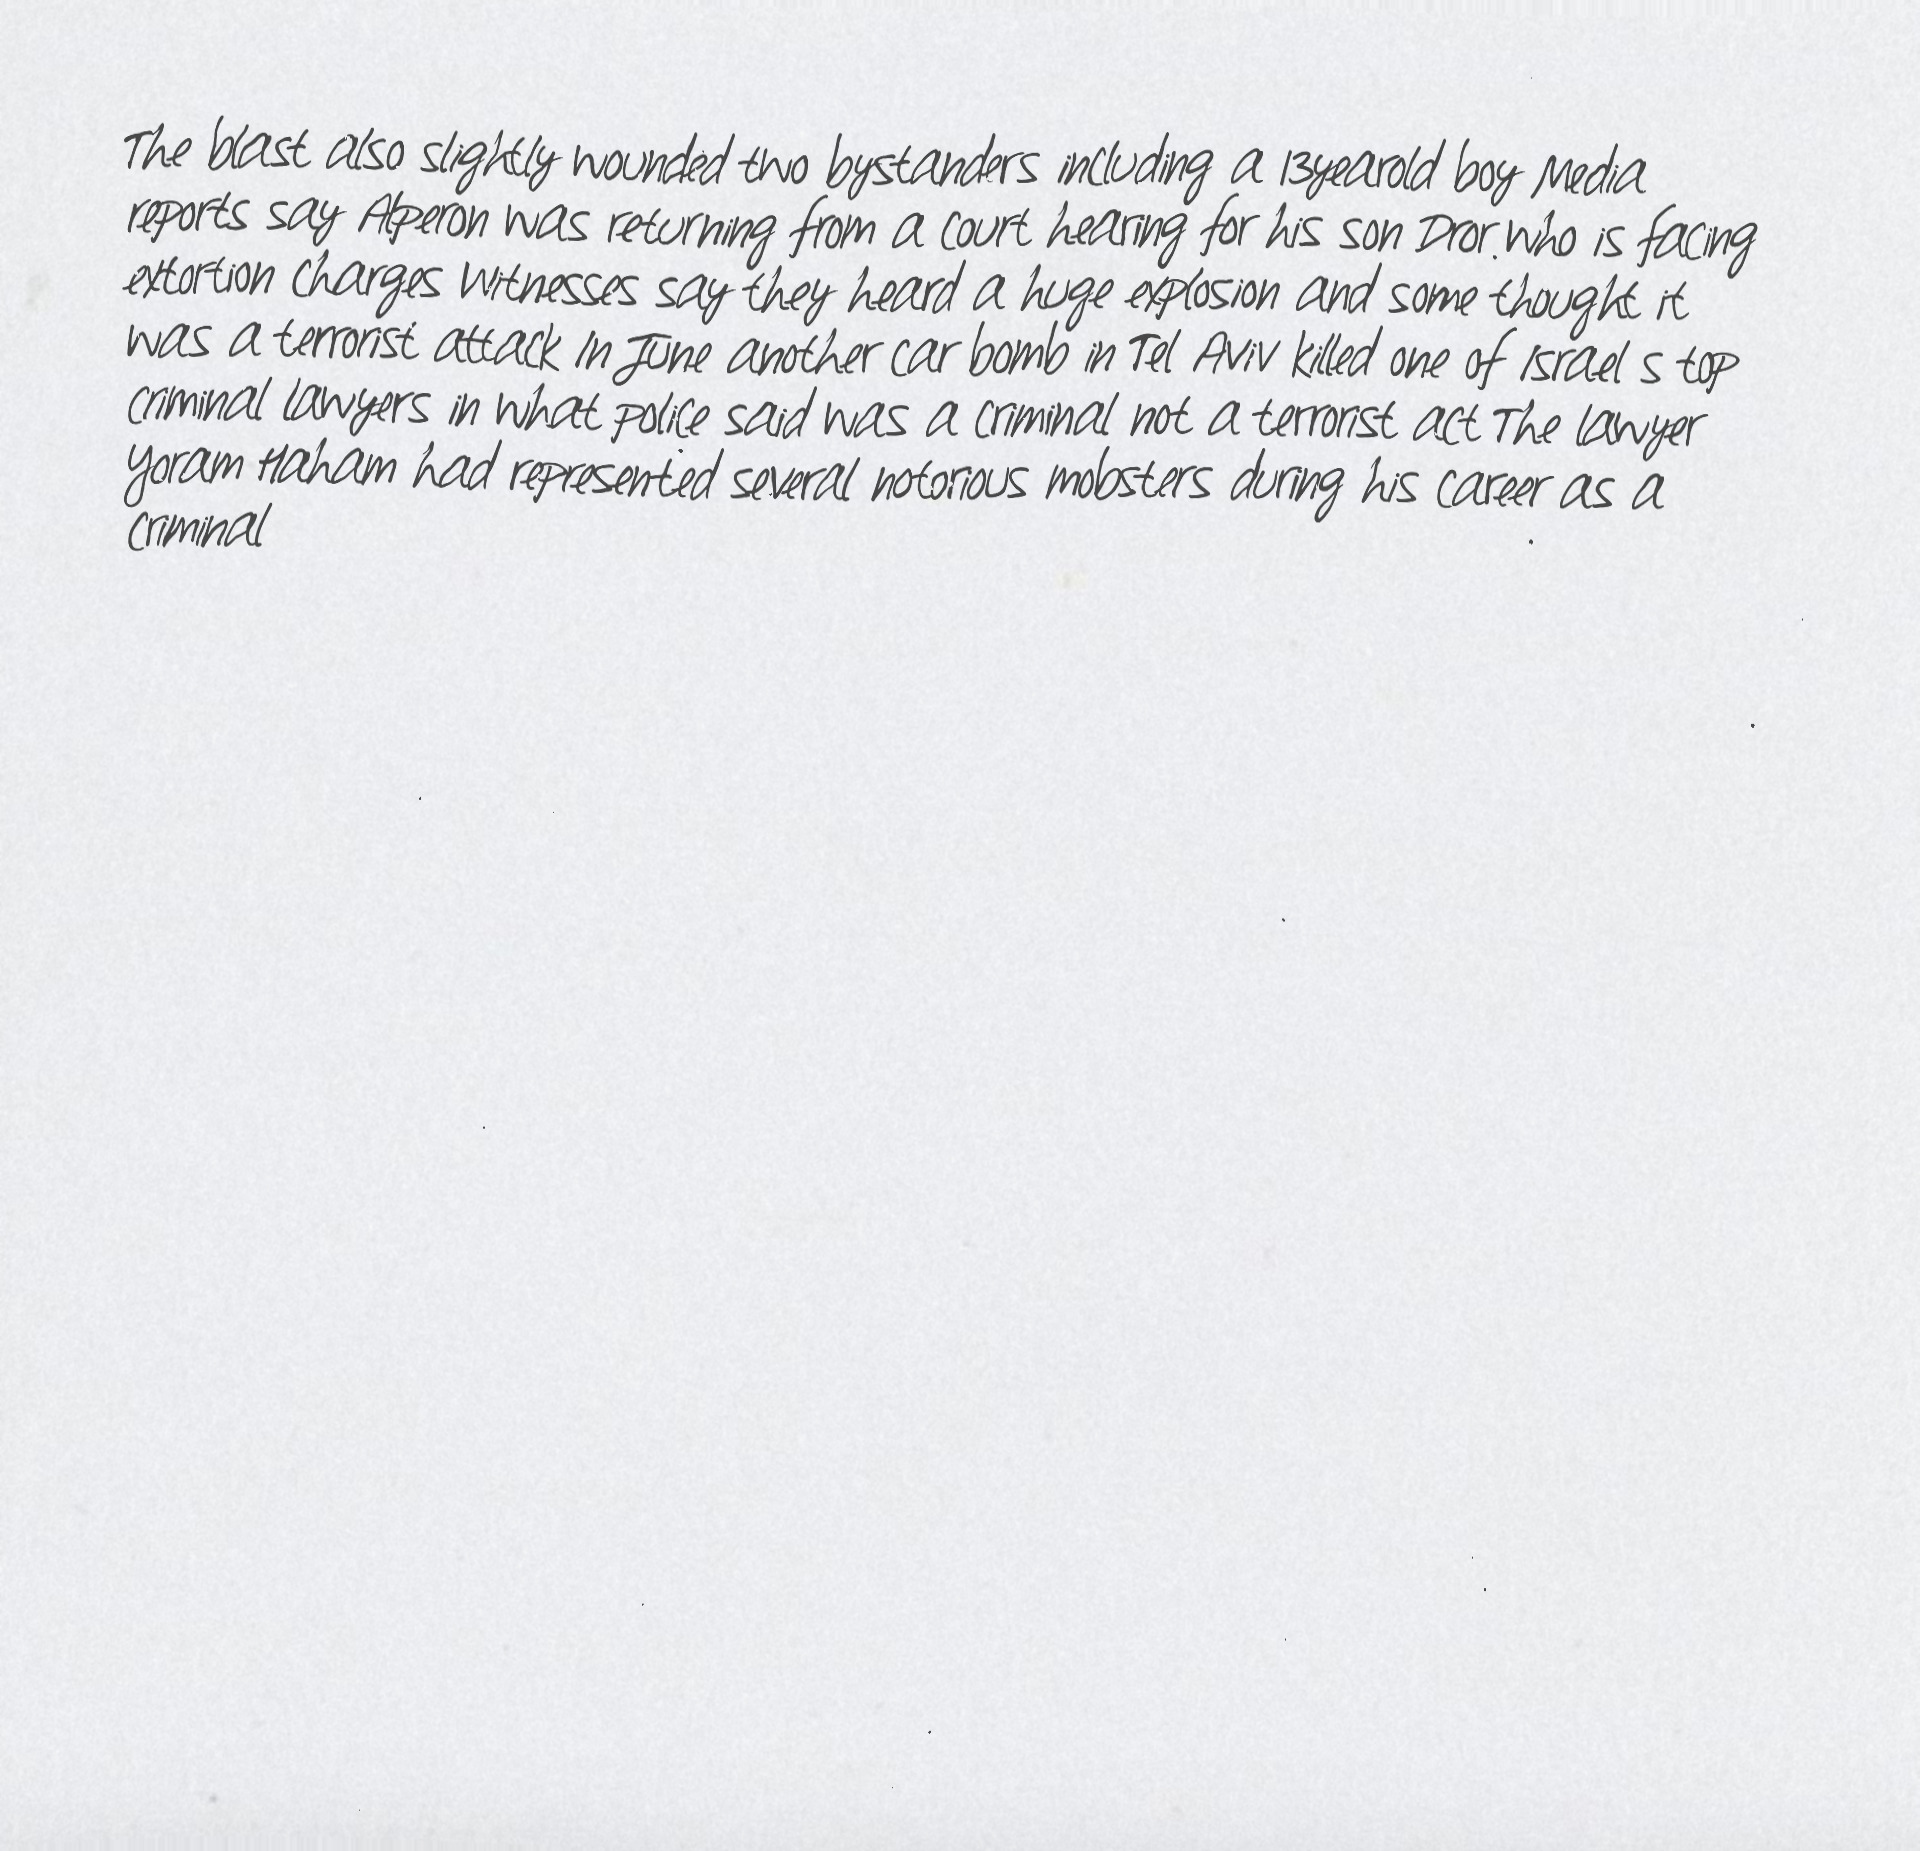 The blast also slightly wounded two bystanders including a 13yearold boy Media
reports say Alperon was returning from a court hearing for his son Dror who is facing
extortion charges Witnesses say they heard a huge explosion and some thought it
was a terrorist attack In June another car bomb in Tel Aviv killed one of Israel s top
criminal lawyers in what police said was a criminal not a terrorist act The lawyer
Yoram Haham had represented several notorious mobsters during his career as a
criminal